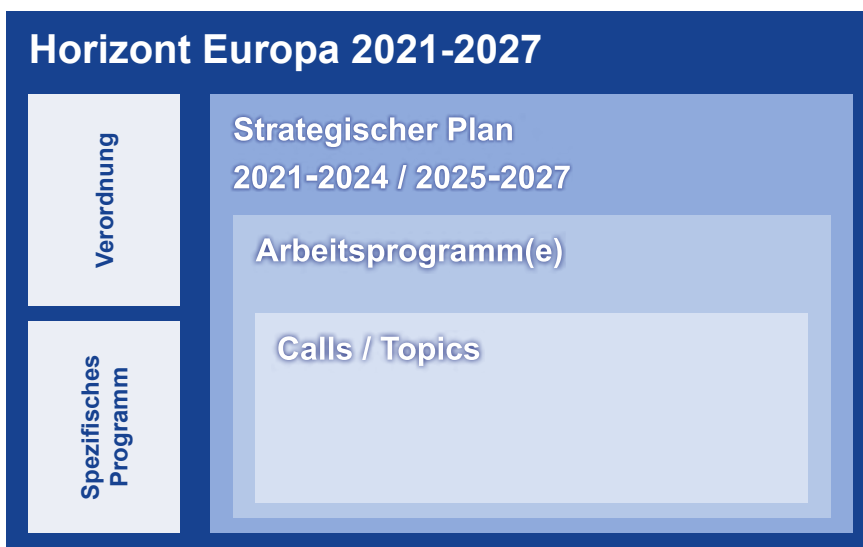 Horizont Europa 2021-2027
Verordnung
Spezifisches
Programm
Strategischer Plan
2021-2024 / 2025-2027
Arbeitsprogramm(e)
Calls / Topics